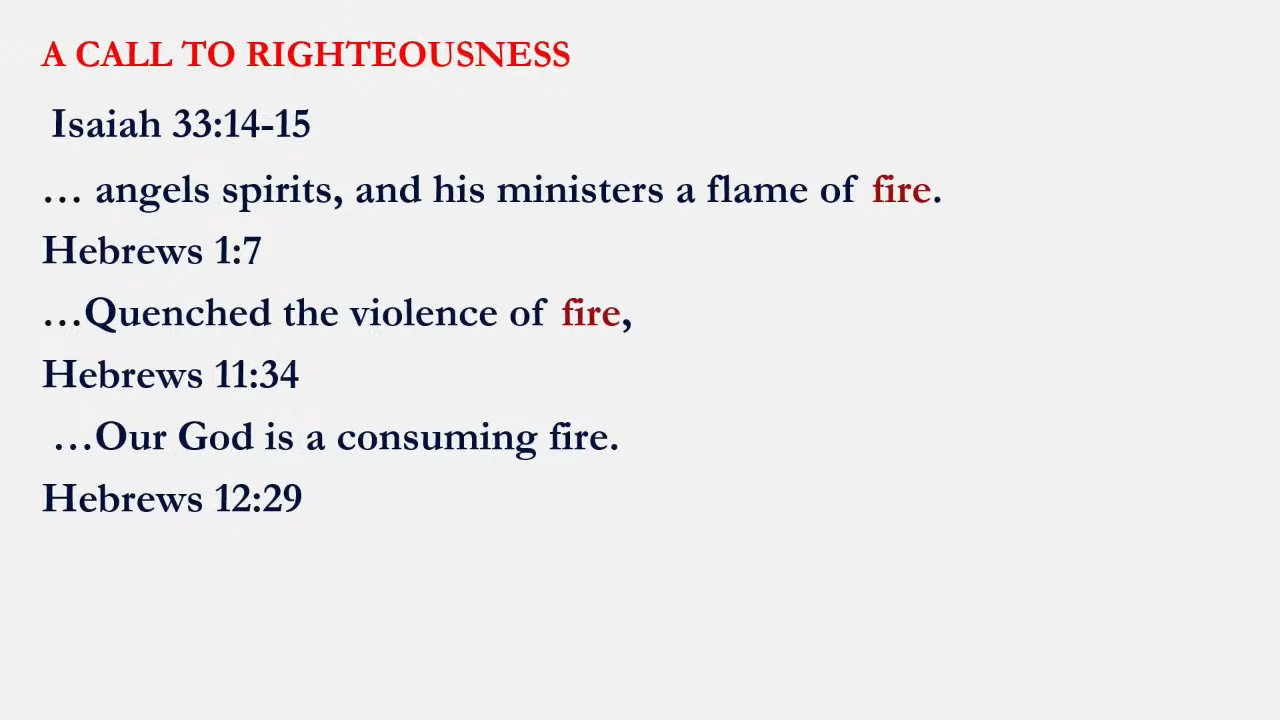 A CALL TO RIGHTEOUSNESS
Isaiah 33:14-15
… angels spirits, and his ministers a flame of fire.
Hebrews 1:7
…Quenched the violence of fire,
Hebrews 11:34
…Our God is a consuming fire.
Hebrews 12:29